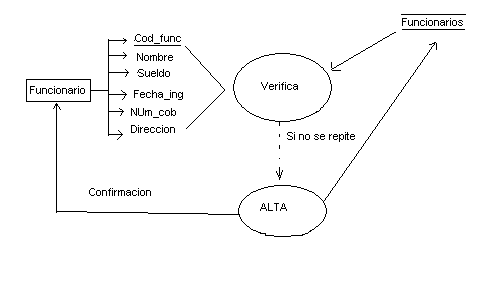 Funcionarios
Cod_func
Nombre
Sueldo
Fecha_ing
NUm_cob
Direccion
Funcionario
Verifica
Si no se repite
Confirmacion
ALTA